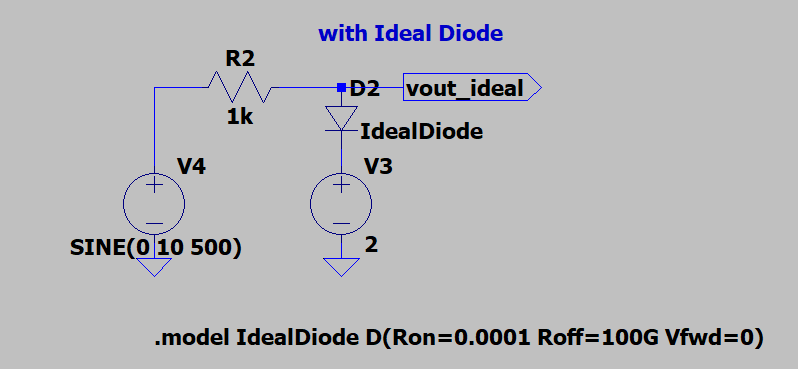 with Ideal Diode
R2
D2
vout_ideal
1k
IdealDiode
V4
V3
SINE(0 10 500)
2
.model IdealDiode D(Ron=0.0001 Roff=100G Vfwd=0)